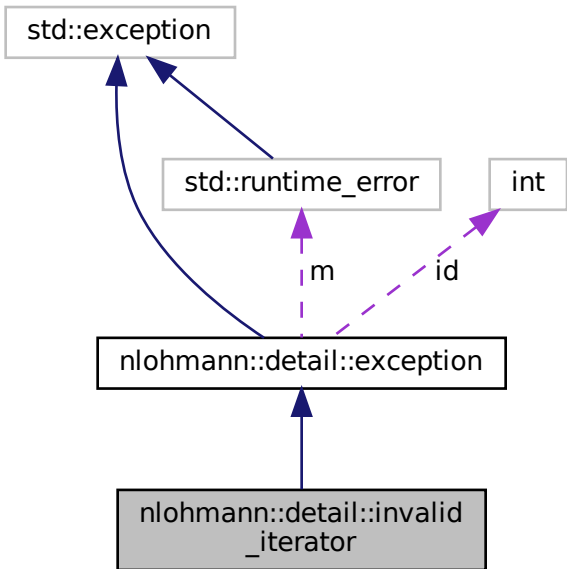 std::exception
std::runtime_error
int
m
id
nlohmann::detail::exception
nlohmann::detail::invalid
_iterator